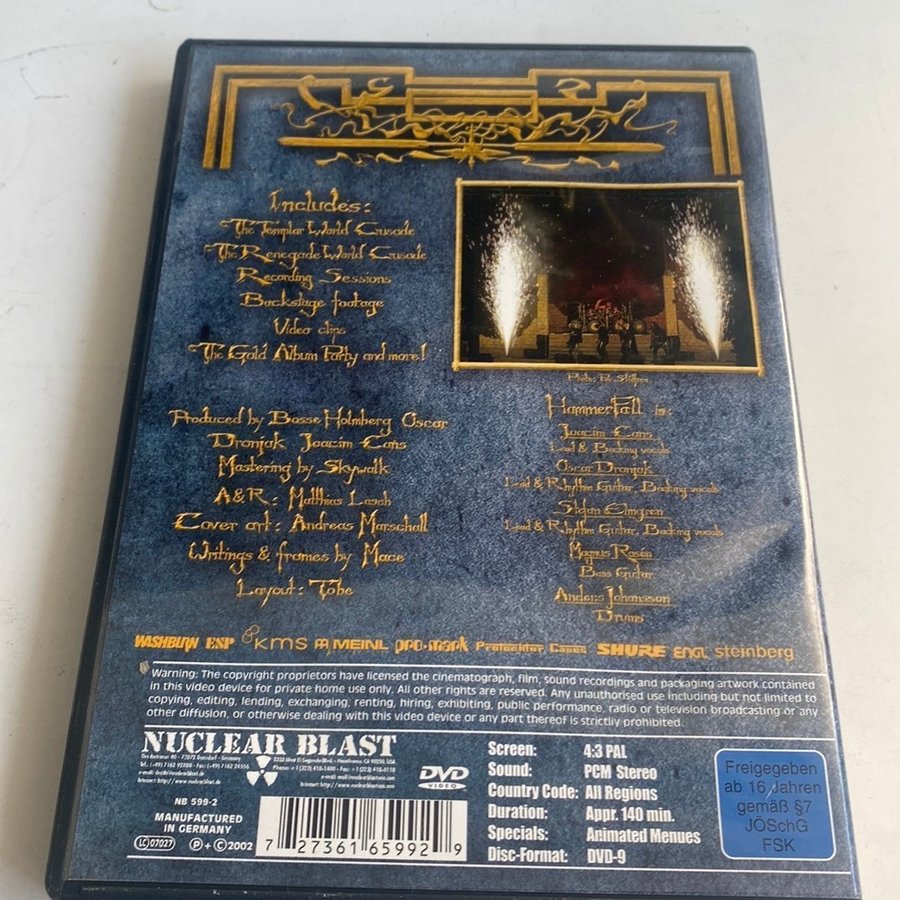 Includes:
The Templar World Crusade
The Renegade World Crusade
Recording Sessions
Backstage footage
Video clips
The Gold Album Party and more!
Produced by Bosse Holmberg Oscar
Dronjak Joacim Cans
Mastering by Skywalk
A&R: Matthias Lasch
Cover art: Andreas Marschall
Writings & frames by Mace
Layout: Tobe
Photo:
HammerFall is:
Joacim Cans
Lead & Backing vocals
Oscar Dronjak
Lead & Rhythm Guitar, Backing vocals
Stefan Elmgren
Lead & Rhythm Guitar, Backing vocals
Magnus Rosén
Bass Guitar
Anders Johansson
Drums
WASHBURN ESP KMS MEINL pro·mark Protecktor Cases SHURE ENGL steinberg
Warning: The copyright proprietors have licensed the cinematograph, film, sound recordings and packaging artwork contained
in this video device for private home use only. All other rights are reserved. Any unauthorised use including but not limited to
copying, editing, lending, exchanging, renting, hiring, exhibiting, public performance, radio or television broadcasting or any
other diffusion, or otherwise dealing with this video device or any part thereof is strictly prohibited.
NUCLEAR BLAST
DVD
VIDEO
NB 599-2
MANUFACTURED
IN GERMANY
LC 07027 Ⓟ+©2002
7 27361 65992 9
Screen: 4:3 PAL
Sound: PCM Stereo
Country Code: All Regions
Duration: Appr. 140 min.
Specials: Animated Menues
Disc-Format: DVD-9
Freigegeben
ab 16 Jahren
gemäß §7
JÖSchG
FSK